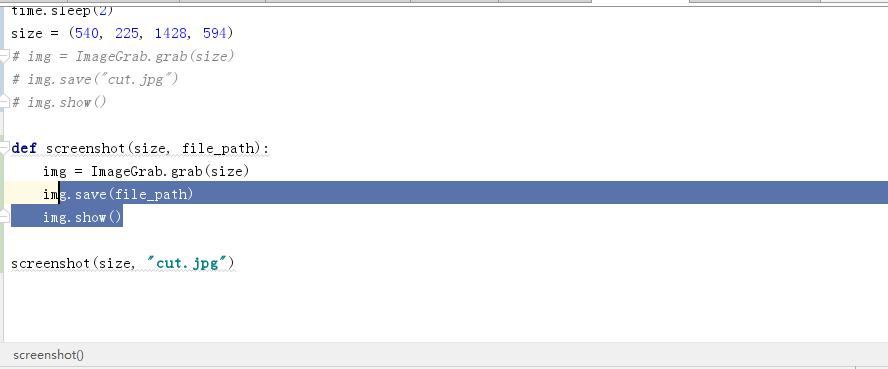 time.sleep(2)
size = (540, 225, 1428, 594)
# img = ImageGrab.grab(size)
# img.save("cut.jpg")
# img.show()
def screenshot(size, file_path):
img = ImageGrab.grab(size)
img.save(file_path)
img.show()
screenshot(size, "cut.jpg")
screenshot()